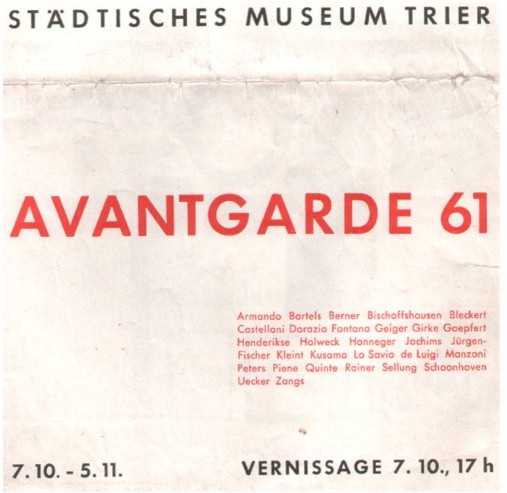 STÄDTISCHES MUSEUM TRIER
AVANTGARDE 61
Armando Bartels Berner Bischoffshausen Bleckert
Castellani Dorazio Fontana Geiger Girke Goepfert
Henderikse Holweck Honneger Jochims Jürgen-
Fischer Kleint Kusama Lo Savio de Luigi Manzoni
Peters Piene Quinte Rainer Sellung Schoonhoven
Uecker Zangs
7. 10. - 5. 11.
VERNISSAGE 7. 10., 17 h